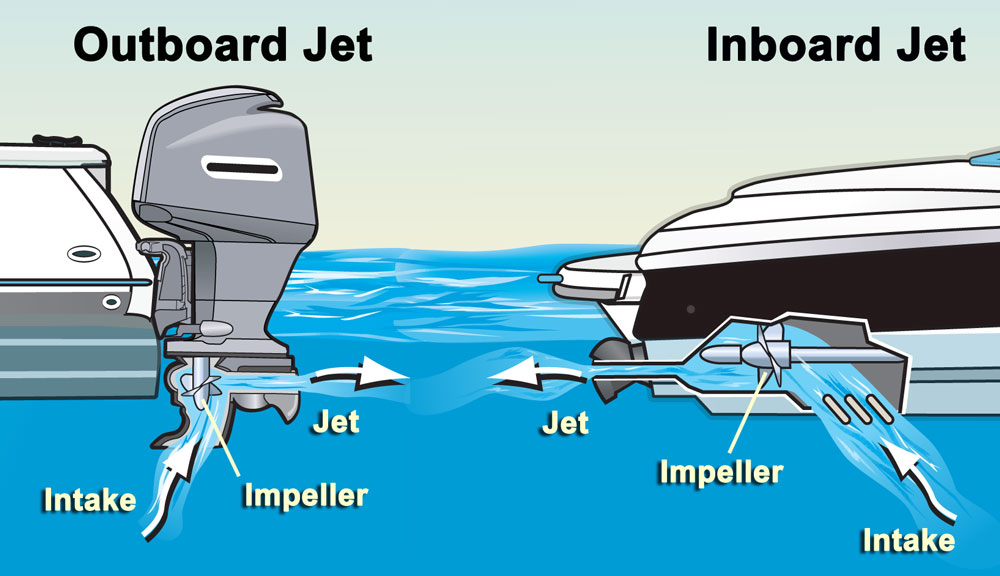 Outboard Jet
Inboard Jet
Jet
Jet
Impeller
Intake
Impeller
Intake